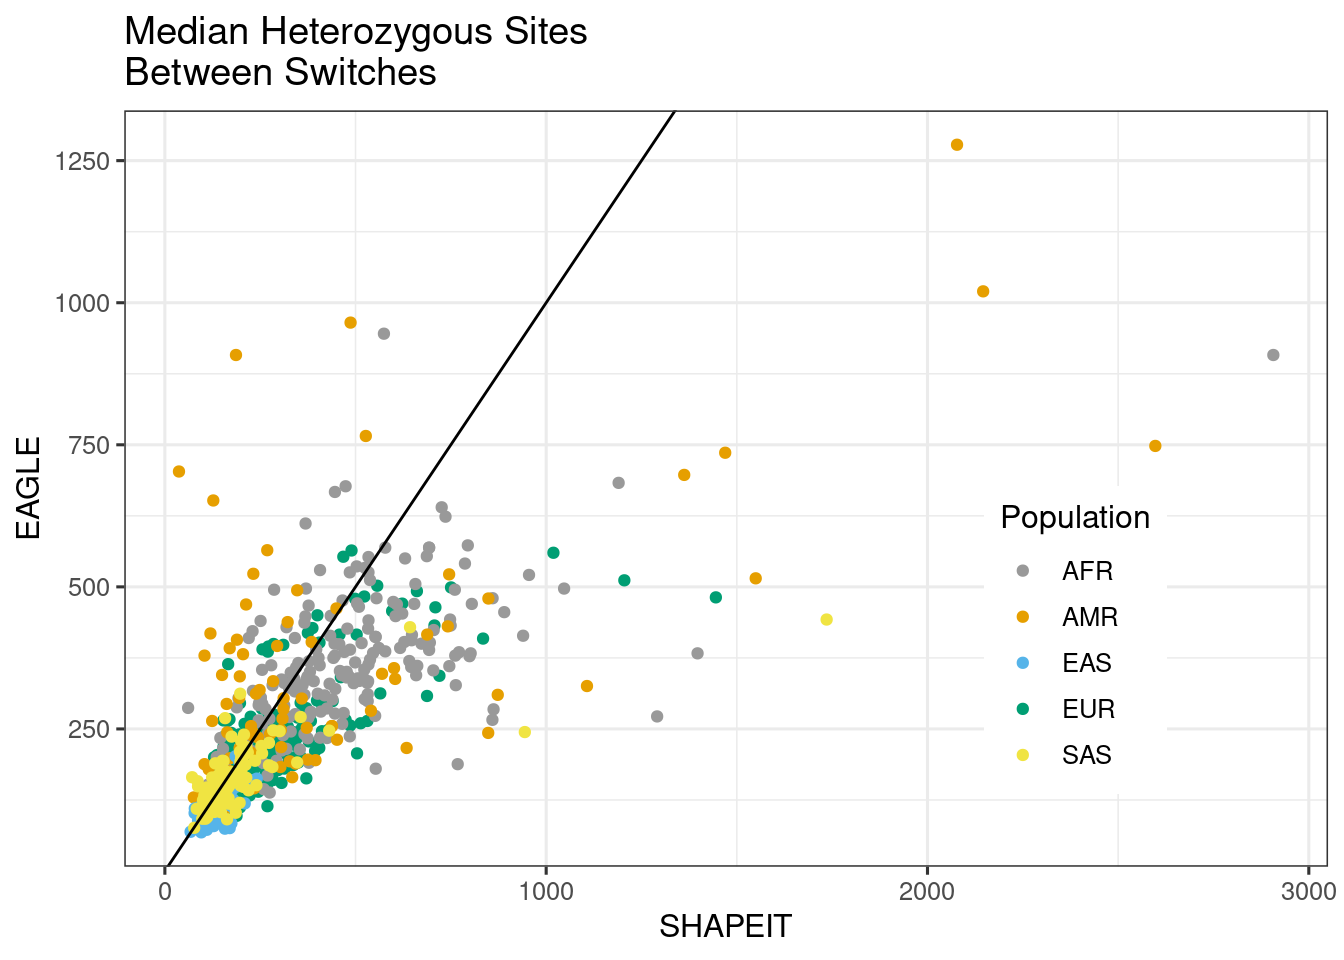 Median Heterozygous Sites
Between Switches
1250
1000
750
500
250
EAGLE
0
1000
2000
3000
SHAPEIT
Population
AFR
AMR
EAS
EUR
SAS